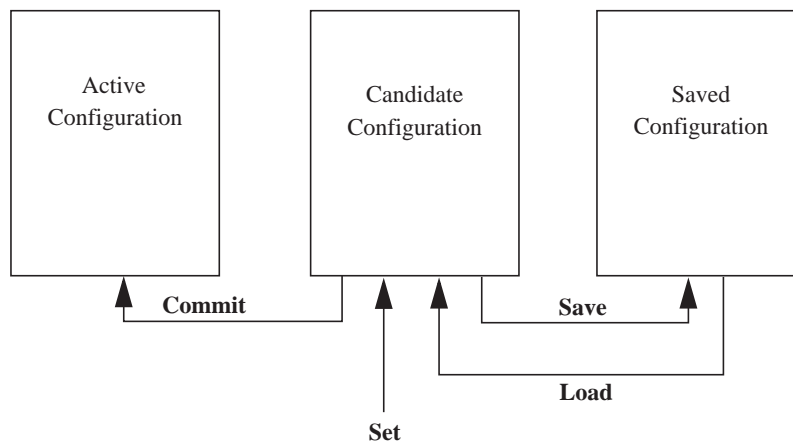 Active
Configuration
Candidate
Configuration
Saved
Configuration
Commit
Save
Load
Set